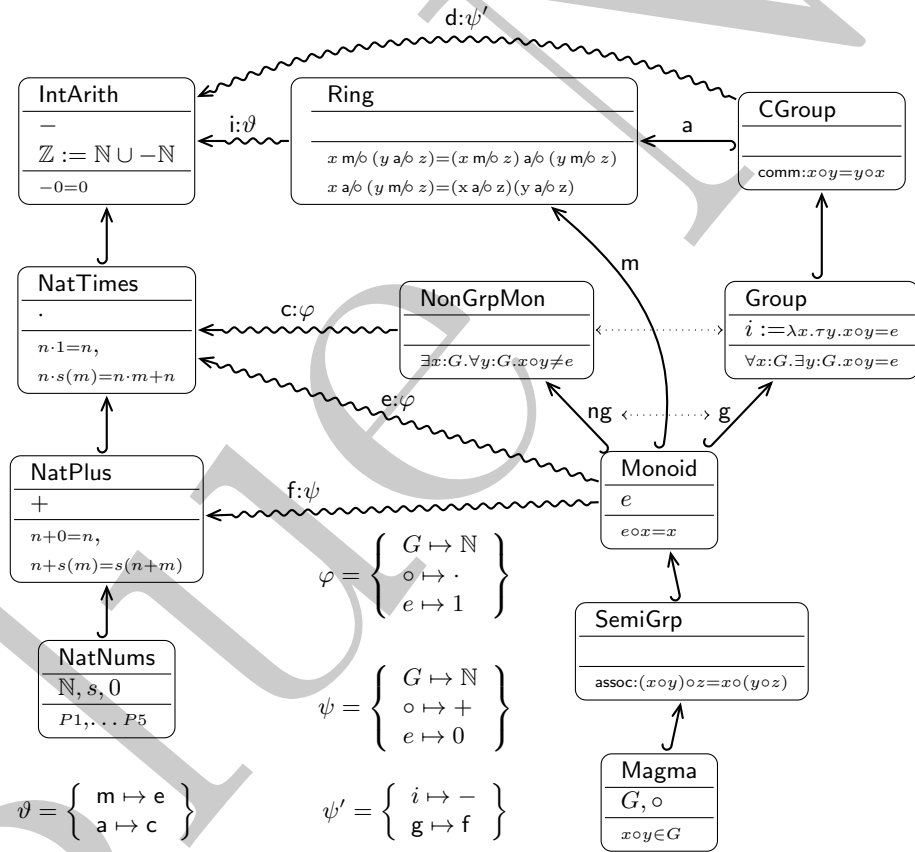 d:ψ′
IntArith
−
ℤ := ℕ ∪ −ℕ
−0=0
i:ϑ
Ring
x m/∘ (y a/∘ z)=(x m/∘ z) a/∘ (y m/∘ z)
x a/∘ (y m/∘ z)=(x a/∘ z)(y a/∘ z)
a
CGroup
comm:x∘y=y∘x
m
NatTimes
·
n·1=n,
n·s(m)=n·m+n
c:φ
NonGrpMon
∃x:G.∀y:G.x∘y≠e
Group
i :=λx.τy.x∘y=e
∀x:G.∃y:G.x∘y=e
e:φ
ng
g
NatPlus
+
n+0=n,
n+s(m)=s(n+m)
f:ψ
Monoid
e
e∘x=x
φ = { G ↦ ℕ
∘ ↦ ·
e ↦ 1 }
SemiGrp
assoc:(x∘y)∘z=x∘(y∘z)
NatNums
ℕ, s, 0
P1,... P5
ψ = { G ↦ ℕ
∘ ↦ +
e ↦ 0 }
Magma
G, ∘
x∘y∈G
ϑ = { m ↦ e
a ↦ c }
ψ′ = { i ↦ −
g ↦ f }